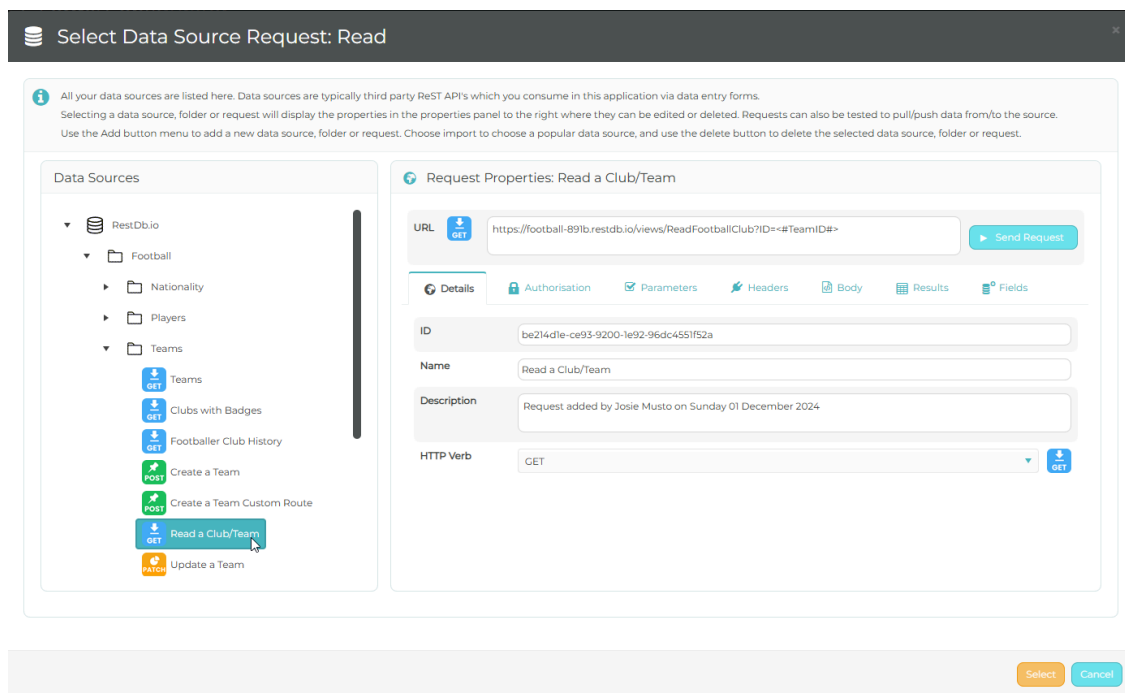 Select Data Source Request: Read
×
All your data sources are listed here. Data sources are typically third party ReST API's which you consume in this application via data entry forms.
Selecting a data source, folder or request will display the properties in the properties panel to the right where they can be edited or deleted. Requests can also be tested to pull/push data from/to the source.
Use the Add button menu to add a new data source, folder or request. Choose import to choose a popular data source, and use the delete button to delete the selected data source, folder or request.
Data Sources
RestDb.io
Football
Nationality
Players
Teams
GET Teams
GET Clubs with Badges
GET Footballer Club History
POST Create a Team
POST Create a Team Custom Route
GET Read a Club/Team
PATCH Update a Team
Request Properties: Read a Club/Team
URL GET https://football-891b.restdb.io/views/ReadFootballClub?ID=<#TeamID#> Send Request
Details Authorisation Parameters Headers Body Results Fields
ID be214d1e-ce93-9200-1e92-96dc4551f52a
Name Read a Club/Team
Description Request added by Josie Musto on Sunday 01 December 2024
HTTP Verb GET GET
Select Cancel